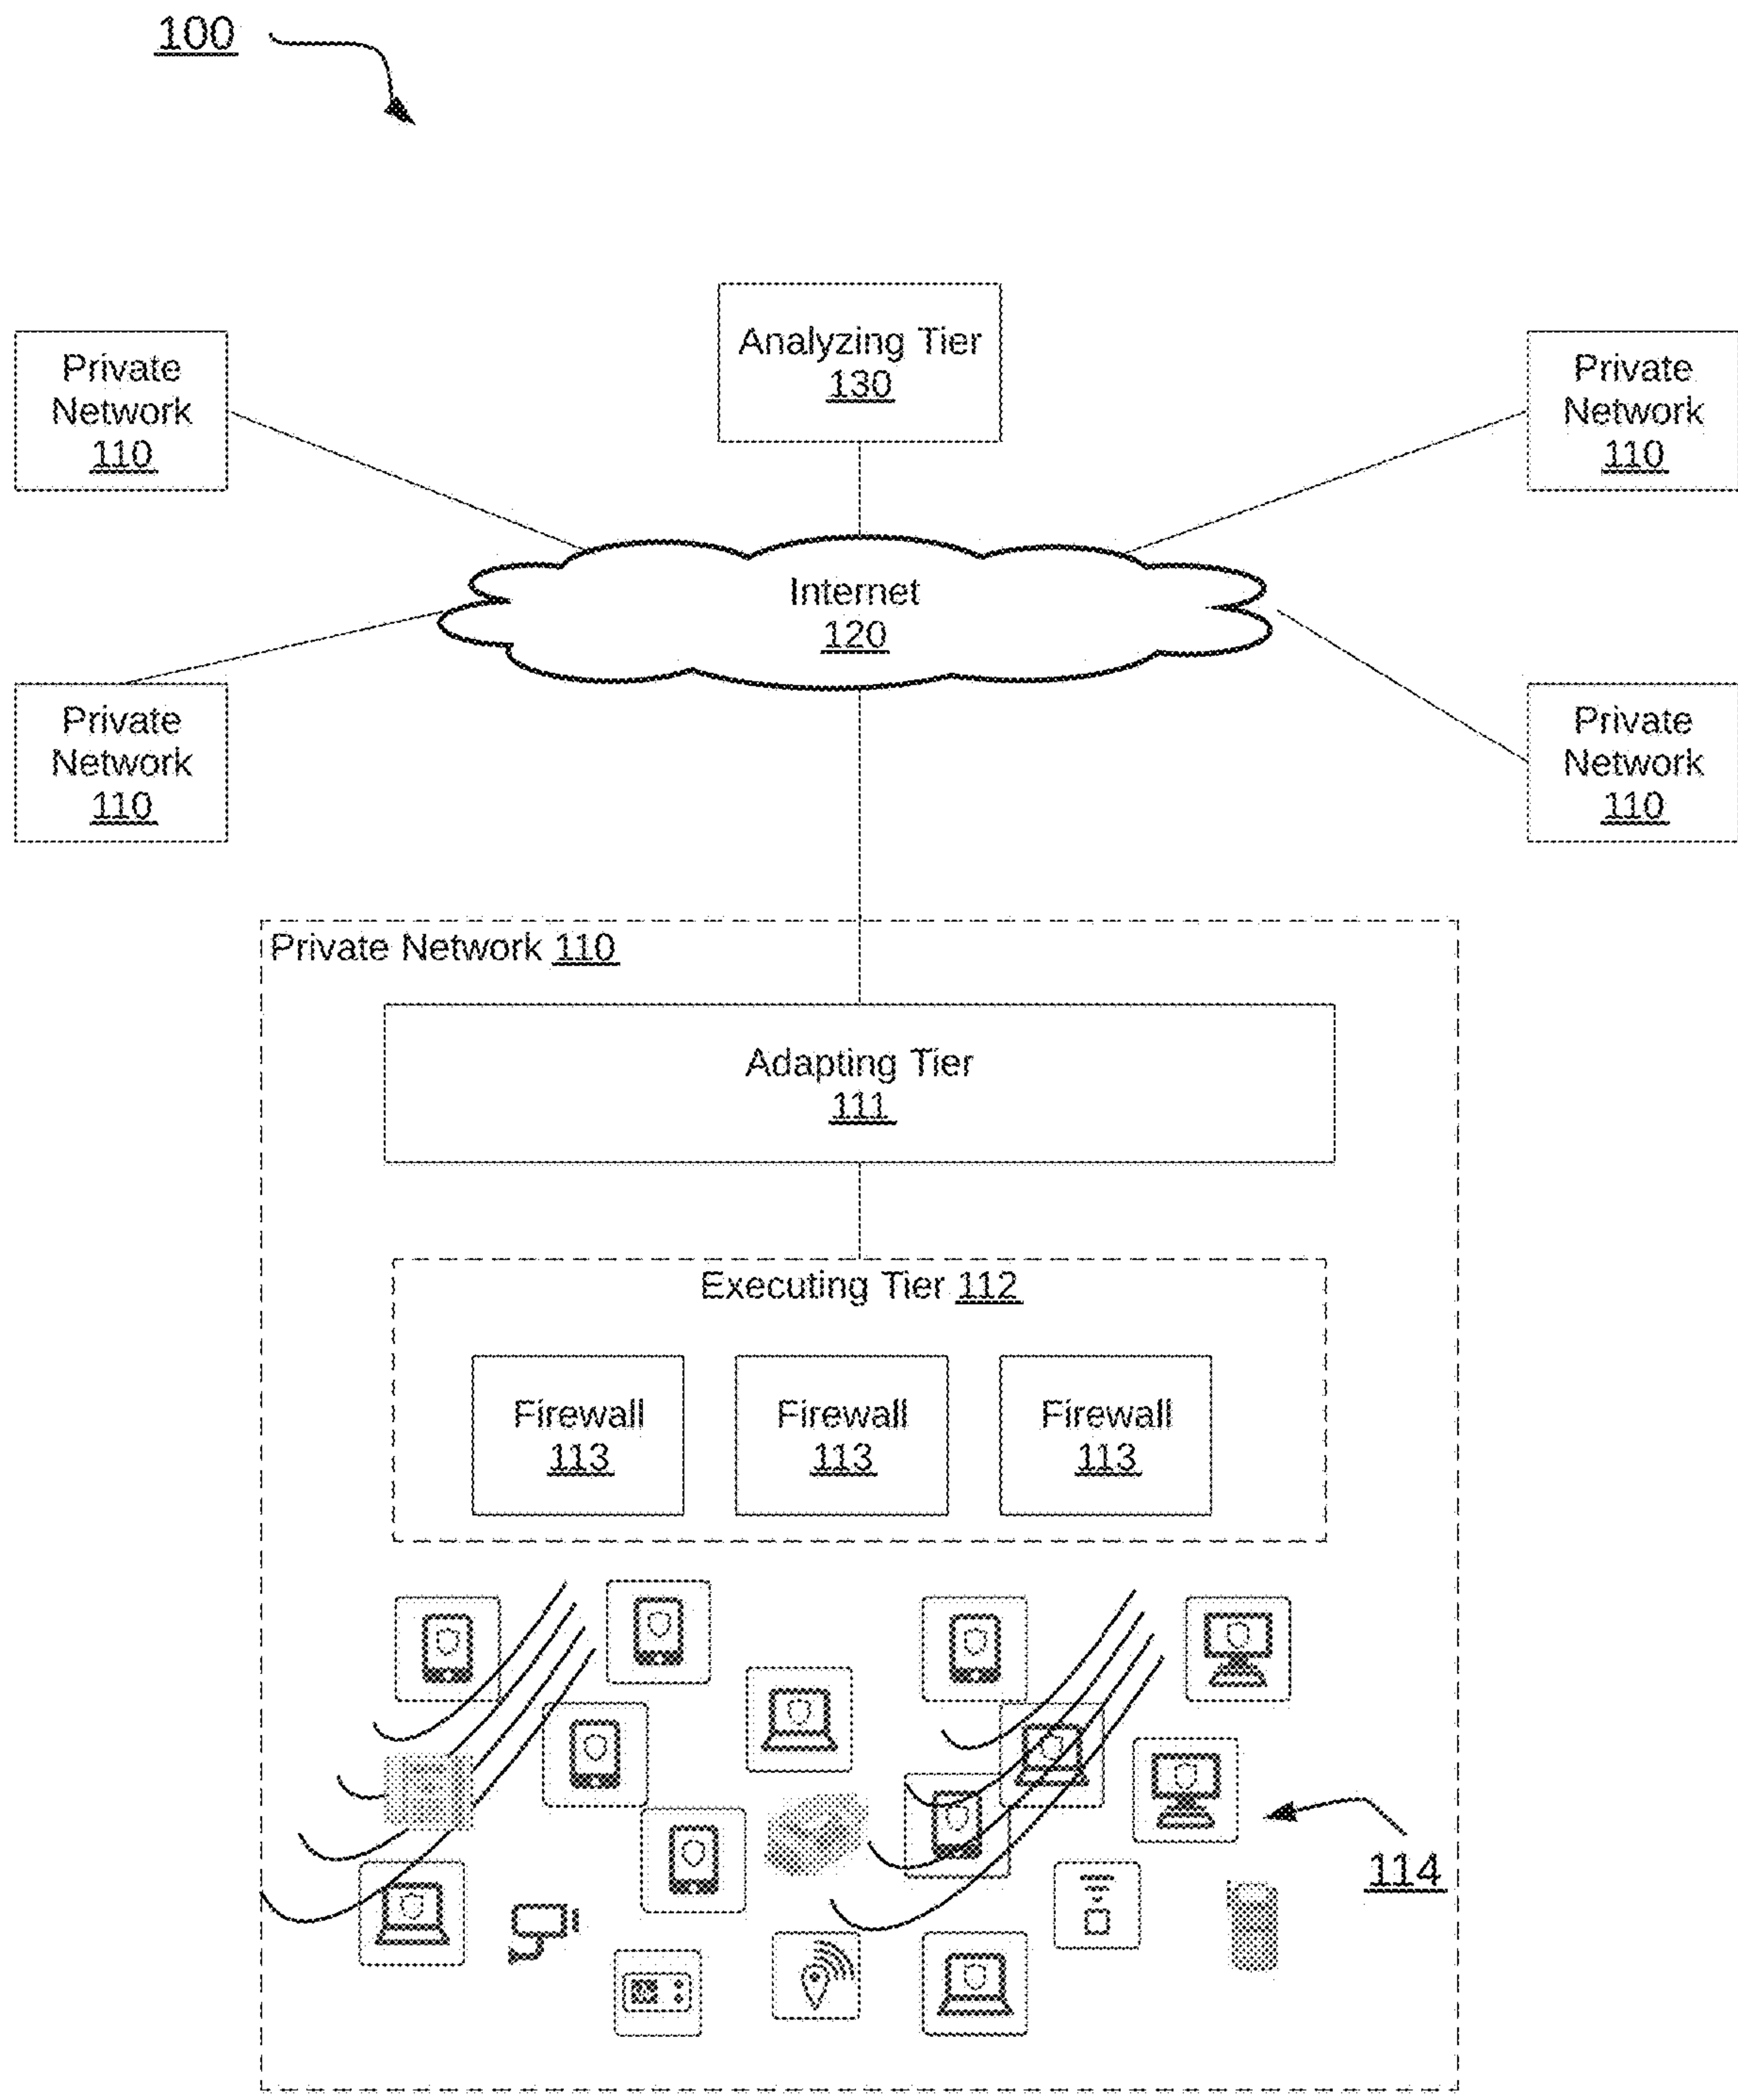 100
Analyzing Tier
130
Private
Network
110
Private
Network
110
Internet
120
Private
Network
110
Private
Network
110
Private Network 110
Adapting Tier
111
Executing Tier 112
Firewall
113
Firewall
113
Firewall
113
114